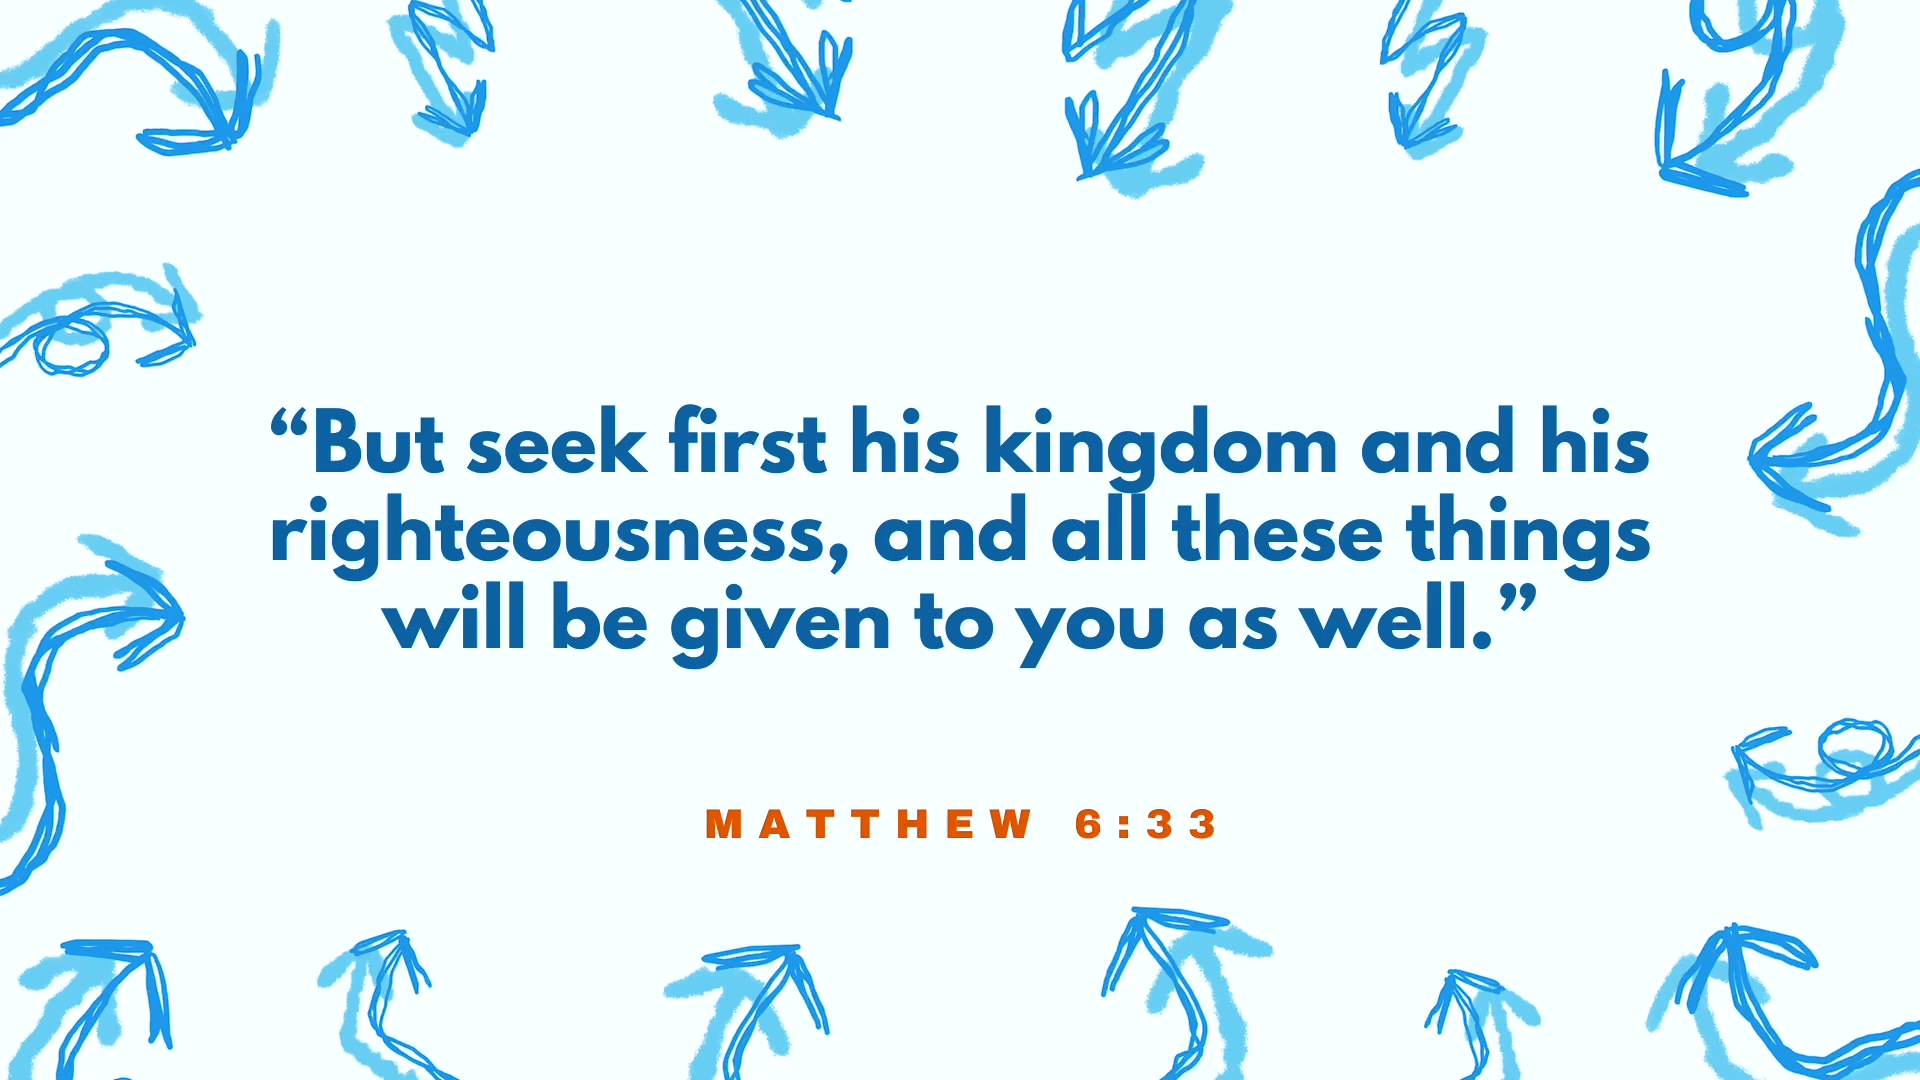 “But seek first his kingdom and his
righteousness, and all these things
will be given to you as well.”
MATTHEW 6:33